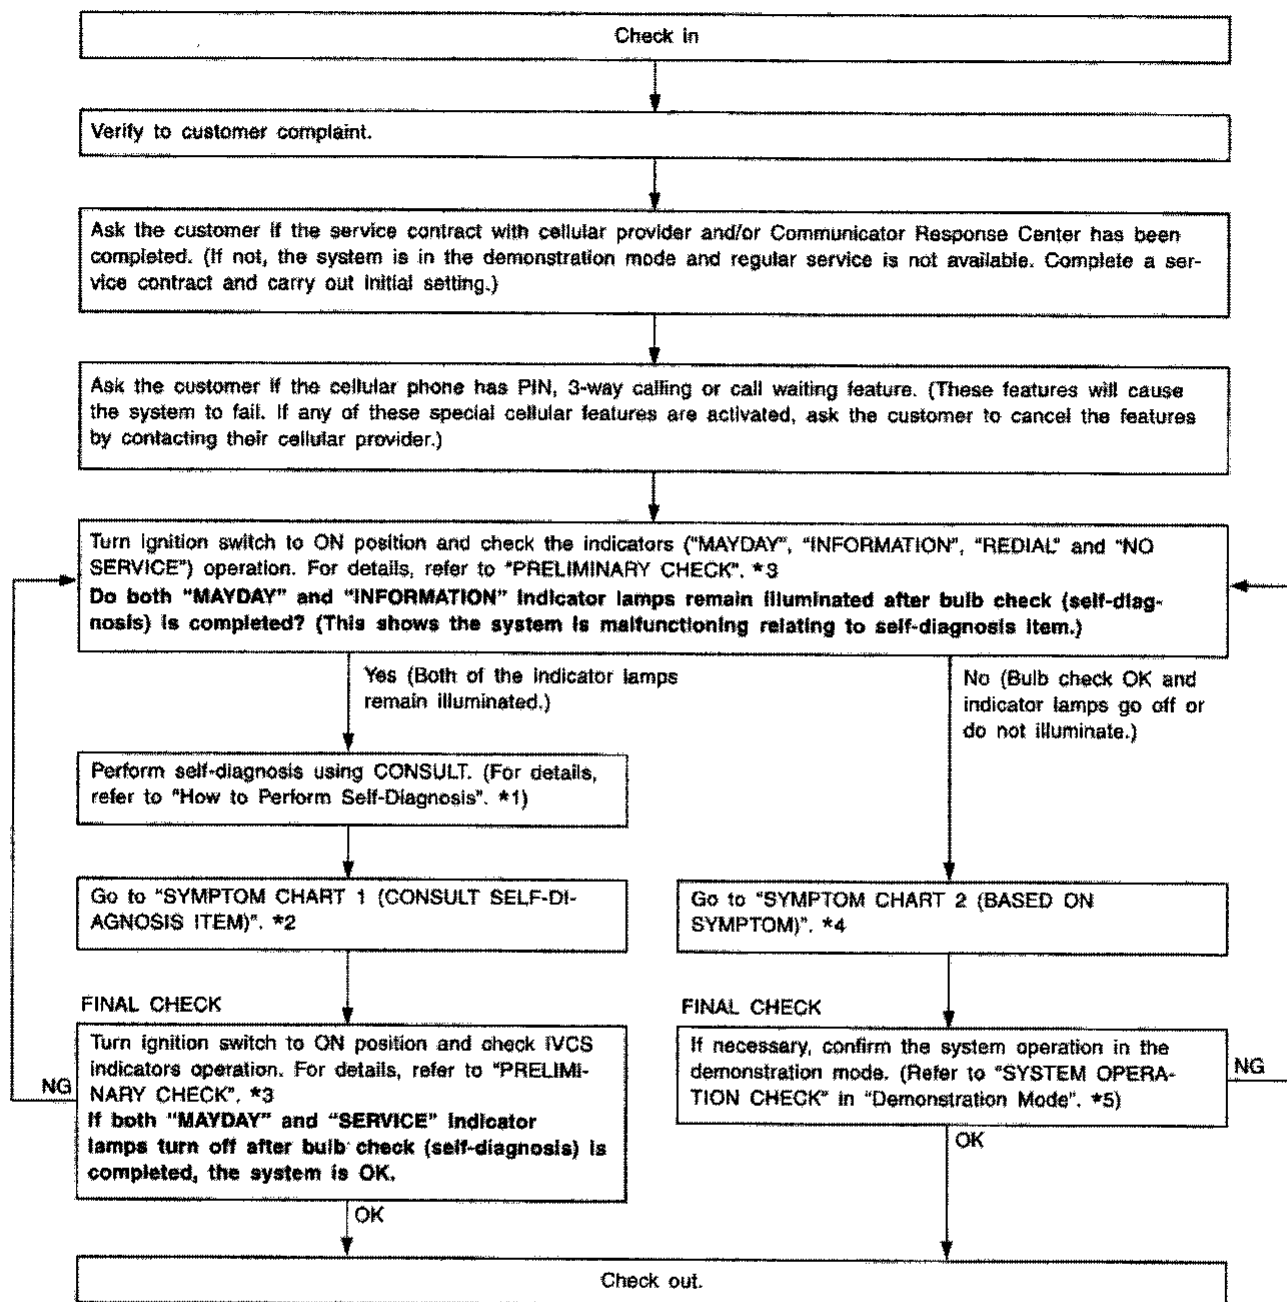 Check in
Verify to customer complaint.
Ask the customer if the service contract with cellular provider and/or Communicator Response Center has been
completed. (If not, the system is in the demonstration mode and regular service is not available. Complete a ser-
vice contract and carry out initial setting.)
Ask the customer if the cellular phone has PIN, 3-way calling or call waiting feature. (These features will cause
the system to fail. If any of these special cellular features are activated, ask the customer to cancel the features
by contacting their cellular provider.)
Turn ignition switch to ON position and check the indicators (“MAYDAY”, “INFORMATION”, “REDIAL” and “NO
SERVICE”) operation. For details, refer to “PRELIMINARY CHECK”. *3
Do both “MAYDAY” and “INFORMATION” indicator lamps remain illuminated after bulb check (self-diag-
nosis) is completed? (This shows the system is malfunctioning relating to self-diagnosis item.)
Yes (Both of the indicator lamps
remain illuminated.)
No (Bulb check OK and
indicator lamps go off or
do not illuminate.)
Perform self-diagnosis using CONSULT. (For details,
refer to “How to Perform Self-Diagnosis”. *1)
Go to “SYMPTOM CHART 1 (CONSULT SELF-DI-
AGNOSIS ITEM)”. *2
Go to “SYMPTOM CHART 2 (BASED ON
SYMPTOM)”. *4
FINAL CHECK
Turn ignition switch to ON position and check IVCS
indicators operation. For details, refer to “PRELIMI-
NARY CHECK”. *3
If both “MAYDAY” and “SERVICE” indicator
lamps turn off after bulb check (self-diagnosis) is
completed, the system is OK.
NG
OK
FINAL CHECK
If necessary, confirm the system operation in the
demonstration mode. (Refer to “SYSTEM OPERA-
TION CHECK” in “Demonstration Mode”. *5)
NG
OK
Check out.